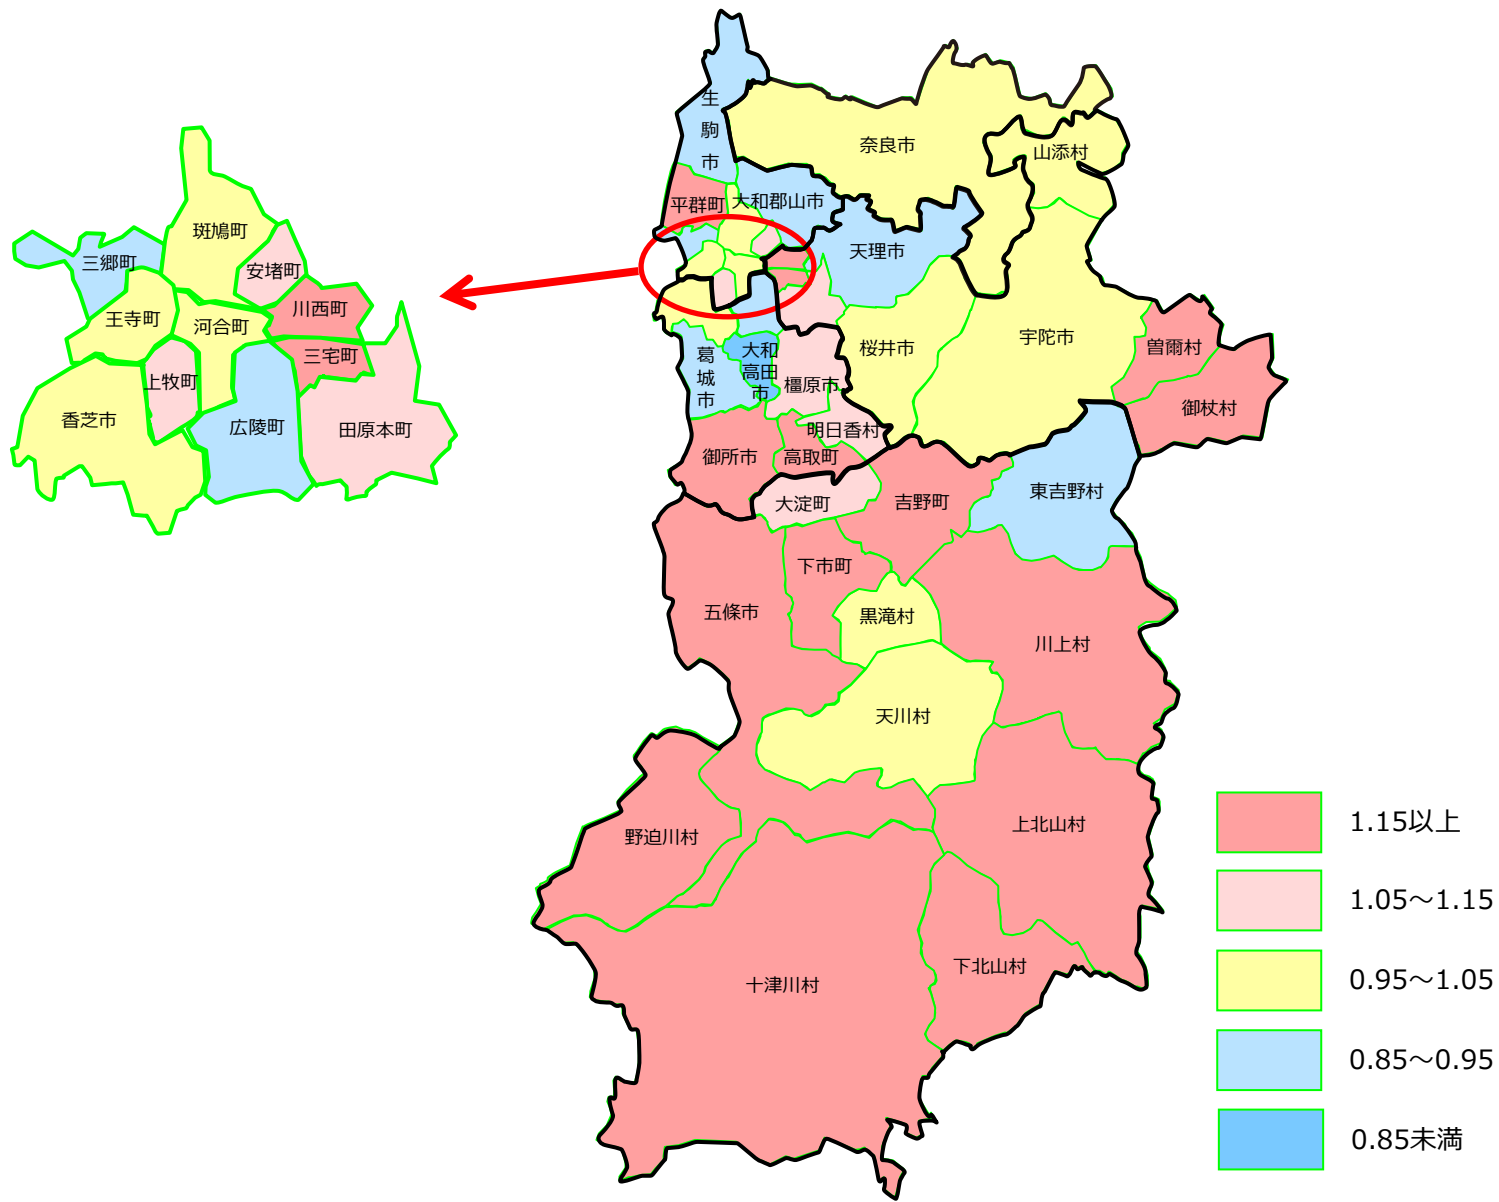 生駒市
奈良市
山添村
平群町
大和郡山市
天理市
斑鳩町
三郷町
安堵町
川西町
王寺町
河合町
三宅町
上牧町
香芝市
広陵町
田原本町
宇陀市
桜井市
曽爾村
御杖村
葛城市
大和
高田
市
橿原市
明日香村
御所市
高取町
大淀町
吉野町
東吉野村
下市町
五條市
黒滝村
川上村
天川村
野迫川村
上北山村
下北山村
十津川村
1.15以上
1.05～1.15
0.95～1.05
0.85～0.95
0.85未満